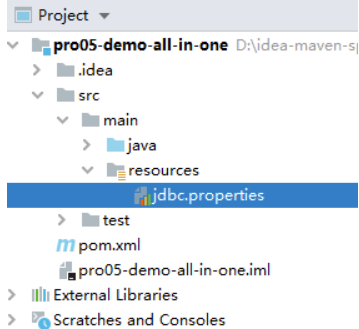 Project
pro05-demo-all-in-one D:\idea-maven-sp
.idea
src
main
java
resources
jdbc.properties
test
pom.xml
pro05-demo-all-in-one.iml
External Libraries
Scratches and Consoles